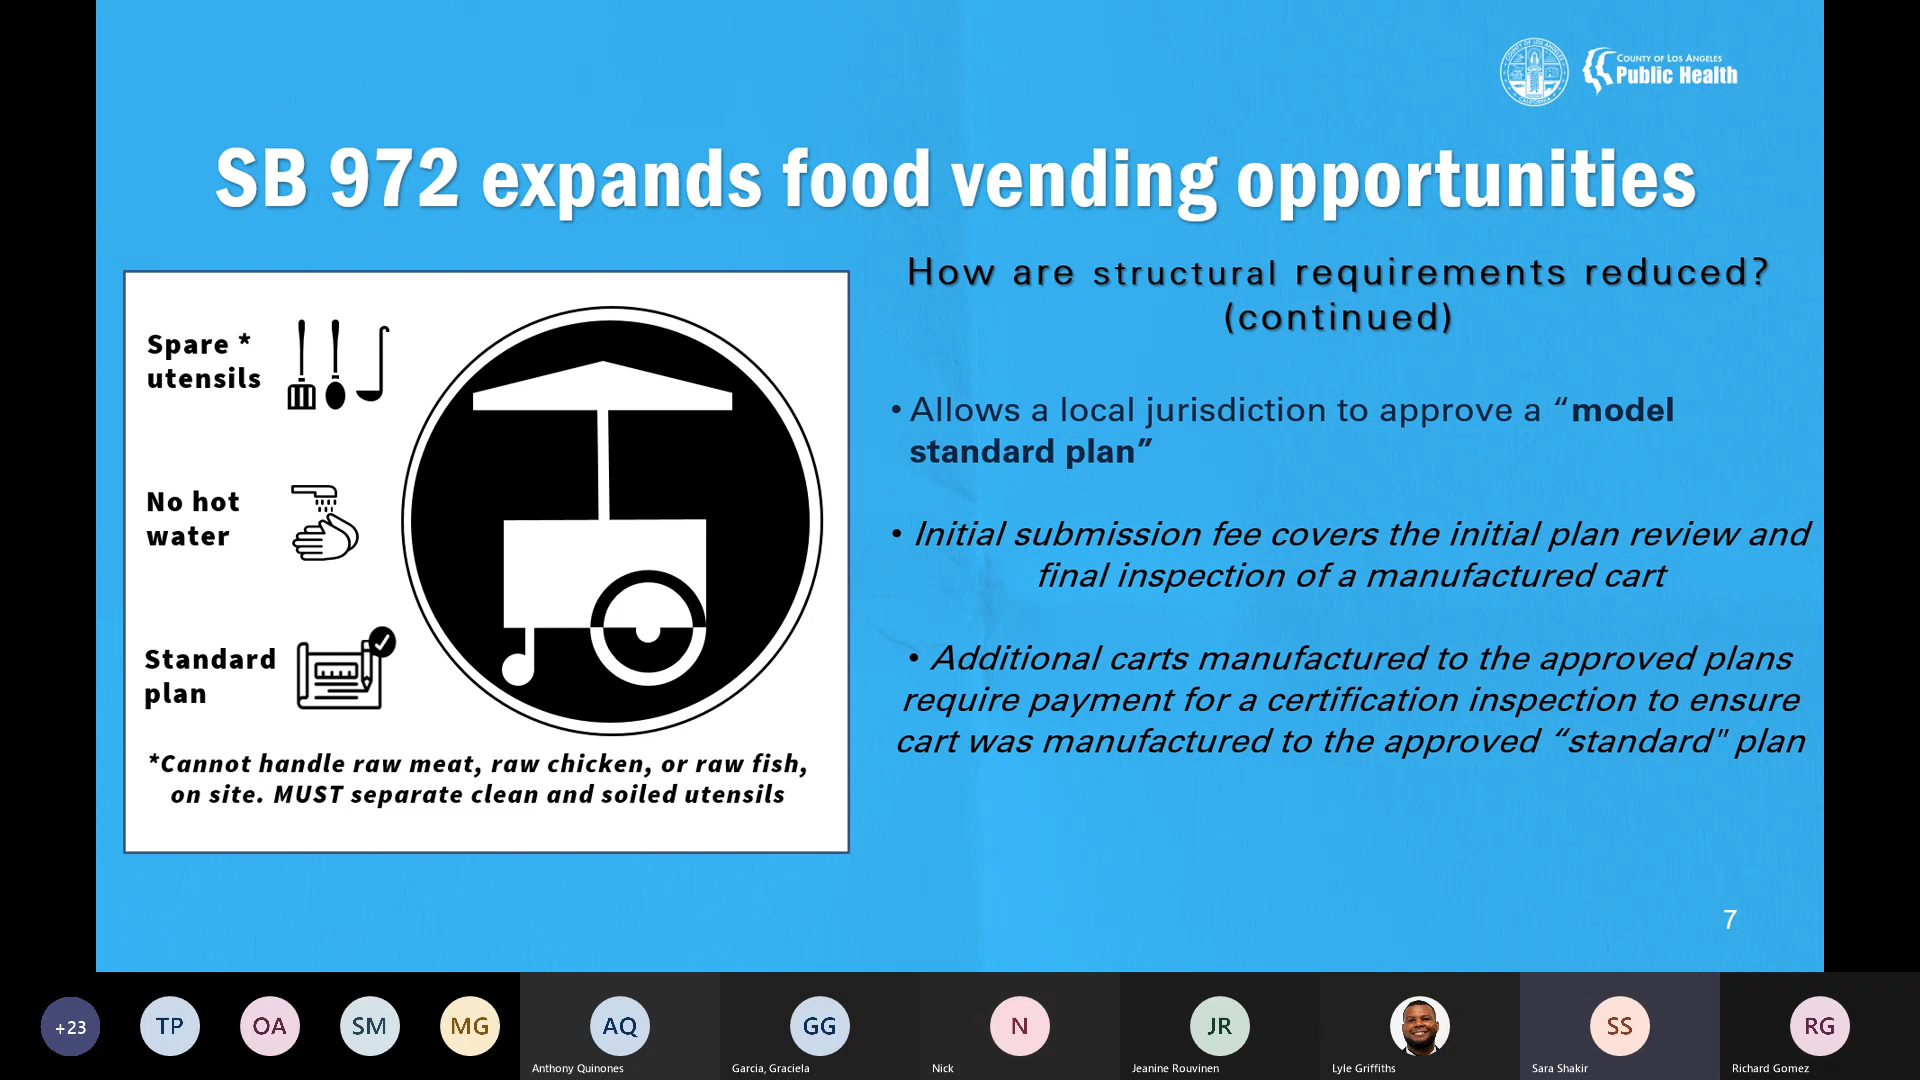 COUNTY OF LOS ANGELES
Public Health
SB 972 expands food vending opportunities
Spare *
utensils
No hot
water
Standard
plan
*Cannot handle raw meat, raw chicken, or raw fish,
on site. MUST separate clean and soiled utensils
How are structural requirements reduced?
(continued)
• Allows a local jurisdiction to approve a “model
standard plan”
• Initial submission fee covers the initial plan review and
final inspection of a manufactured cart
• Additional carts manufactured to the approved plans
require payment for a certification inspection to ensure
cart was manufactured to the approved “standard" plan
7
+23
TP
OA
SM
MG
AQ
Anthony Quinones
GG
Garcia, Graciela
N
Nick
JR
Jeanine Rouvinen
Lyle Griffiths
SS
Sara Shakir
RG
Richard Gomez